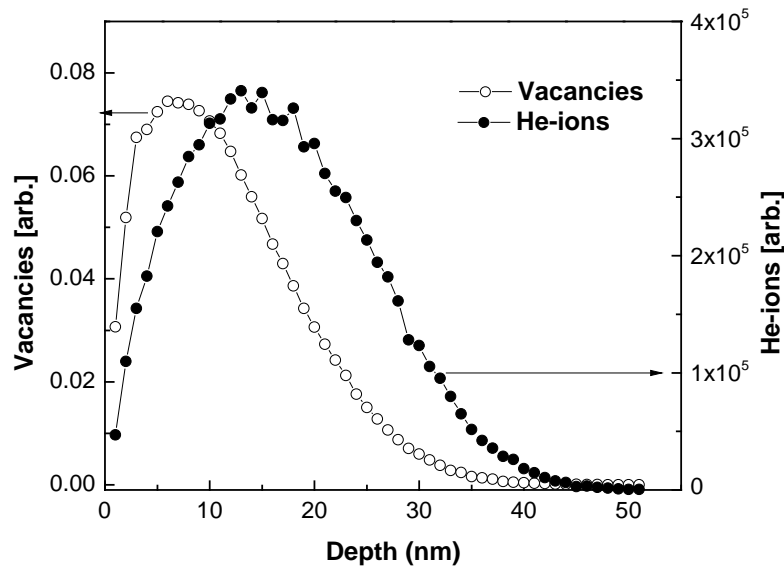 Vacancies [arb.]
0.08
0.06
0.04
0.02
0.00
Vacancies
He-ions
4x10⁵
3x10⁵
2x10⁵
1x10⁵
0
He-ions [arb.]
0 10 20 30 40 50
Depth (nm)